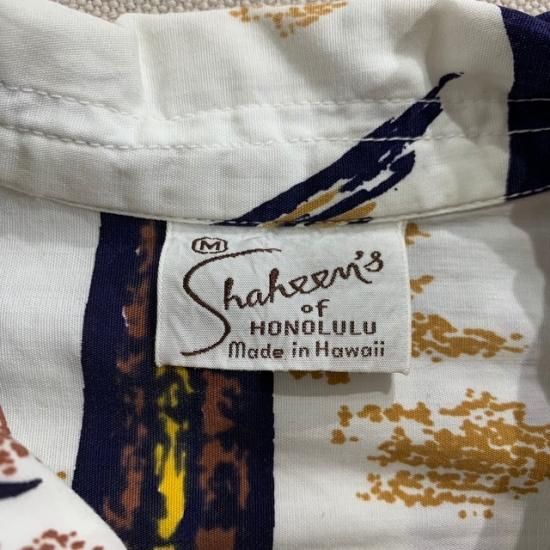 M
Shaheen's
of
HONOLULU
Made in Hawaii